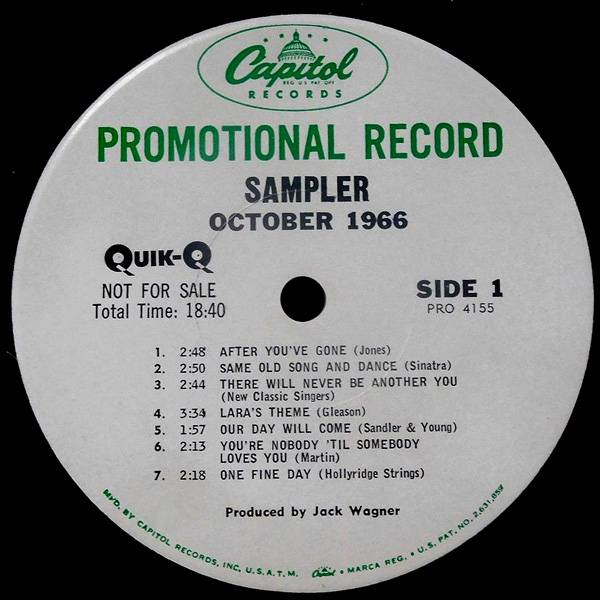 Capitol
REG. U.S. PAT. OFF.
RECORDS
PROMOTIONAL RECORD
SAMPLER
OCTOBER 1966
QUIK-Q
NOT FOR SALE
Total Time: 18:40
SIDE 1
PRO 4155
1. 2:48 AFTER YOU'VE GONE (Jones)
2. 2:50 SAME OLD SONG AND DANCE (Sinatra)
3. 2:44 THERE WILL NEVER BE ANOTHER YOU
(New Classic Singers)
4. 3:34 LARA'S THEME (Gleason)
5. 1:57 OUR DAY WILL COME (Sandler & Young)
6. 2:13 YOU'RE NOBODY 'TIL SOMEBODY
LOVES YOU (Martin)
7. 2:18 ONE FINE DAY (Hollyridge Strings)
Produced by Jack Wagner
MFD. BY CAPITOL RECORDS, INC. U.S.A. T.M. Capitol • MARCA REG. • U.S. PAT. NO. 2,631,859